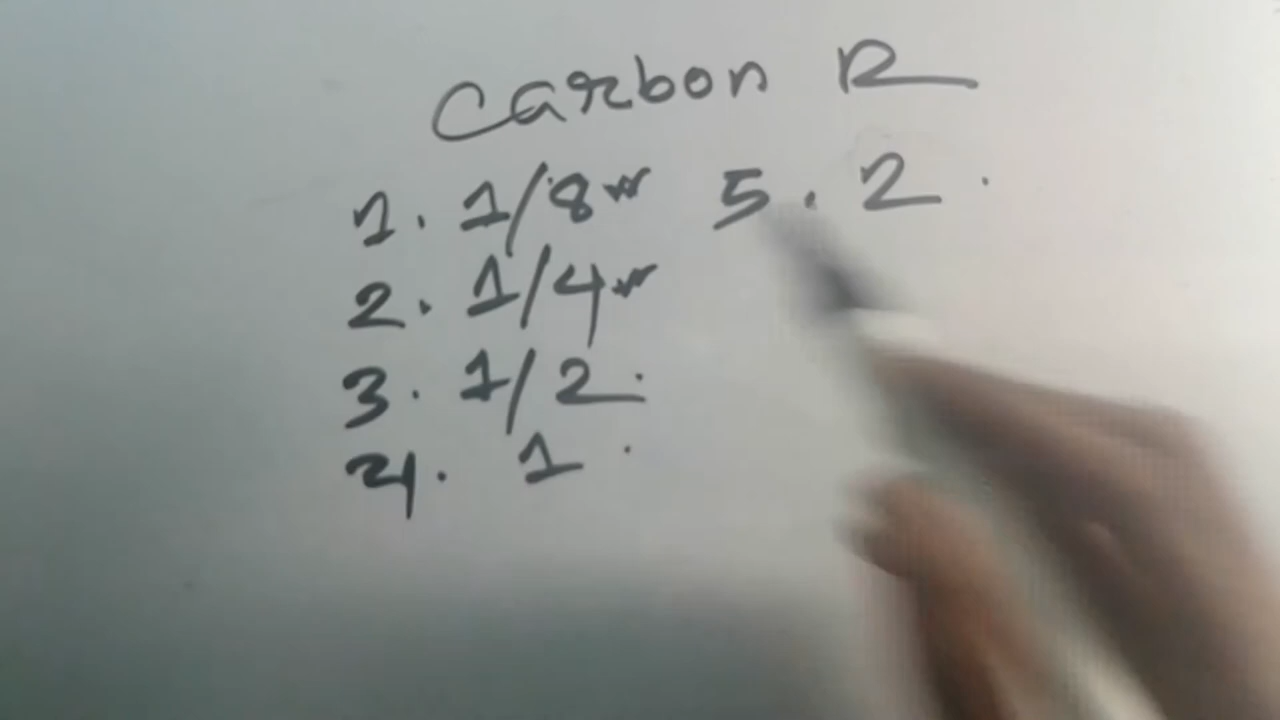 Carbon R
1. 1/8w 5. 2.
2. 1/4w
3. 1/2.
4. 1.